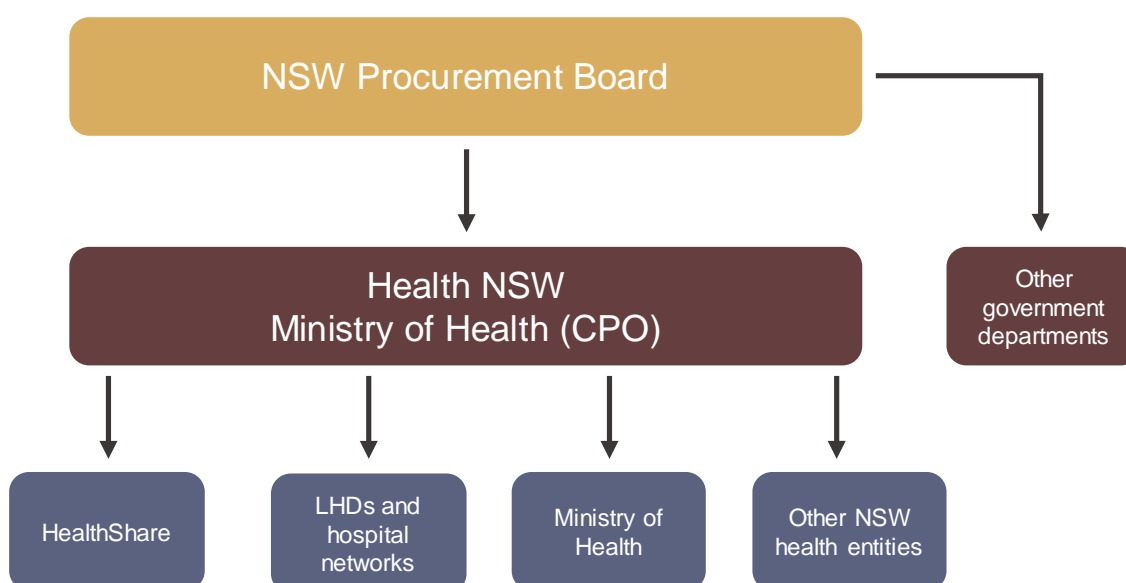 NSW Procurement Board
Health NSW
Ministry of Health (CPO)
Other
government
departments
HealthShare
LHDs and
hospital
networks
Ministry of
Health
Other NSW
health entities